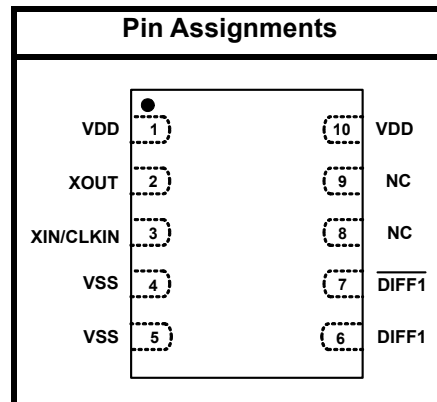 Pin Assignments
VDD 1 10 VDD
XOUT 2 9 NC
XIN/CLKIN 3 8 NC
VSS 4 7 DIFF1
VSS 5 6 DIFF1